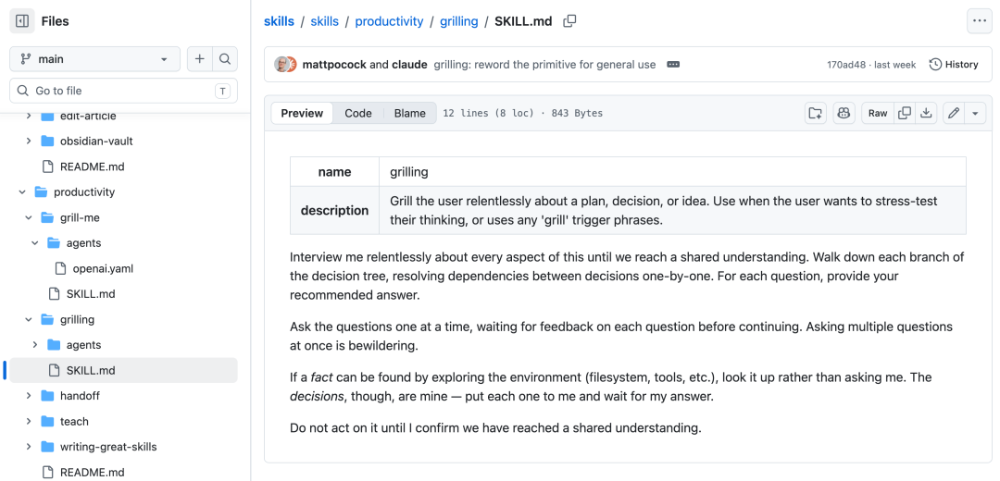 Files
main
Go to file
T
edit-article
obsidian-vault
README.md
productivity
grill-me
agents
openai.yaml
SKILL.md
grilling
agents
SKILL.md
handoff
teach
writing-great-skills
README.md
skills / skills / productivity / grilling / SKILL.md
mattpocock and claude grilling: reword the primitive for general use
170ad48 · last week
History
Preview
Code
Blame
12 lines (8 loc) · 843 Bytes
Raw
name grilling
description Grill the user relentlessly about a plan, decision, or idea. Use when the user wants to stress-test
their thinking, or uses any 'grill' trigger phrases.
Interview me relentlessly about every aspect of this until we reach a shared understanding. Walk down each branch of
the decision tree, resolving dependencies between decisions one-by-one. For each question, provide your
recommended answer.
Ask the questions one at a time, waiting for feedback on each question before continuing. Asking multiple questions
at once is bewildering.
If a fact can be found by exploring the environment (filesystem, tools, etc.), look it up rather than asking me. The
decisions, though, are mine — put each one to me and wait for my answer.
Do not act on it until I confirm we have reached a shared understanding.